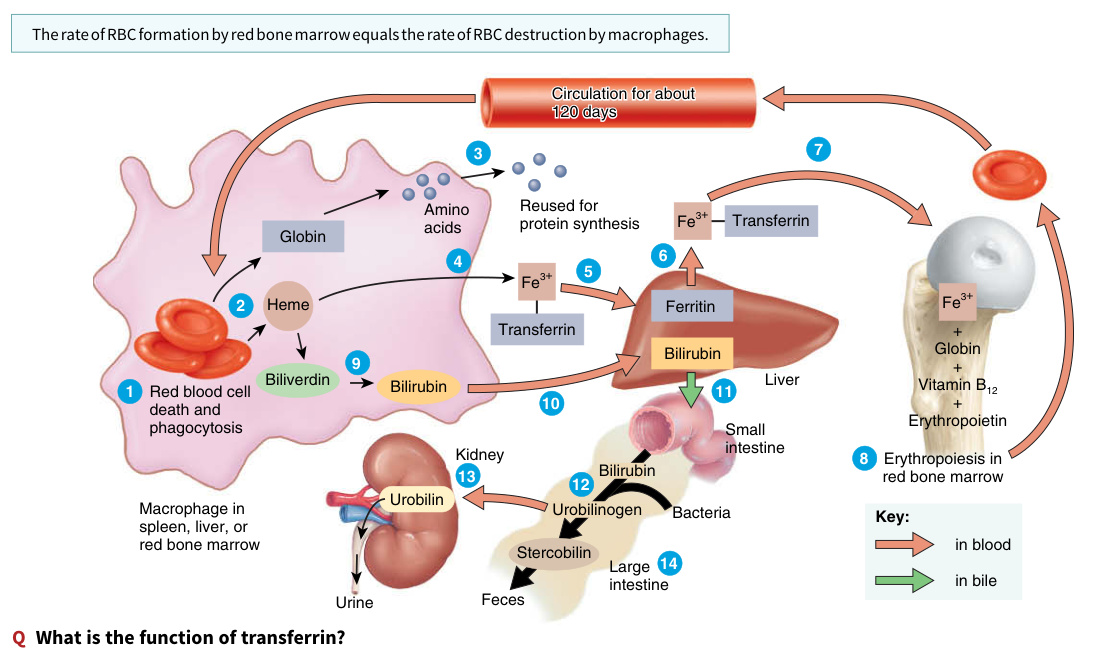 The rate of RBC formation by red bone marrow equals the rate of RBC destruction by macrophages.
Circulation for about
120 days
3
Amino
acids
Reused for
protein synthesis
7
Fe³⁺
Transferrin
Globin
4
5
6
Fe³⁺
Transferrin
2
Heme
Ferritin
Bilirubin
Liver
Fe³⁺
+
Globin
+
Vitamin B₁₂
+
Erythropoietin
1
Red blood cell
death and
phagocytosis
Biliverdin
9
Bilirubin
10
11
Small
intestine
8
Erythropoiesis in
red bone marrow
Macrophage in
spleen, liver, or
red bone marrow
Kidney
13
Urobilin
Urine
Bilirubin
12
Urobilinogen
Bacteria
Stercobilin
Large
intestine
14
Feces
Key:
in blood
in bile
Q What is the function of transferrin?